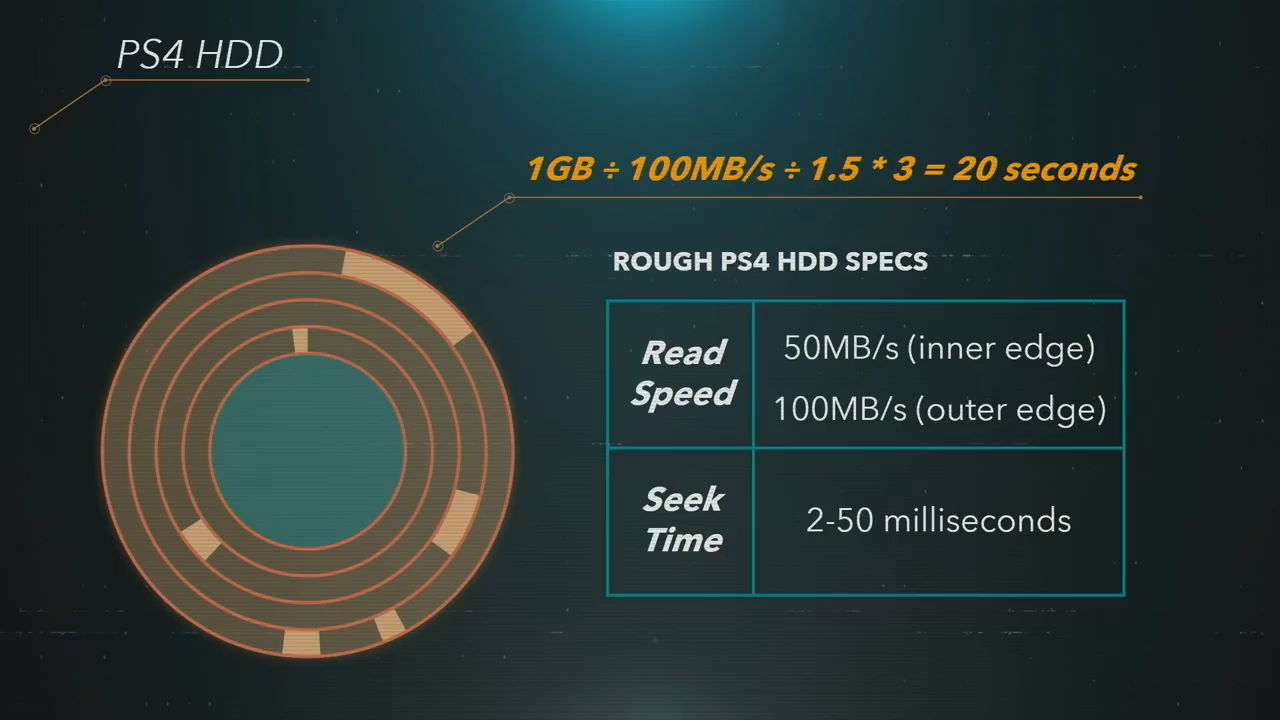 PS4 HDD
1GB ÷ 100MB/s ÷ 1.5 * 3 = 20 seconds
ROUGH PS4 HDD SPECS
Read
Speed
50MB/s (inner edge)
100MB/s (outer edge)
Seek
Time
2-50 milliseconds